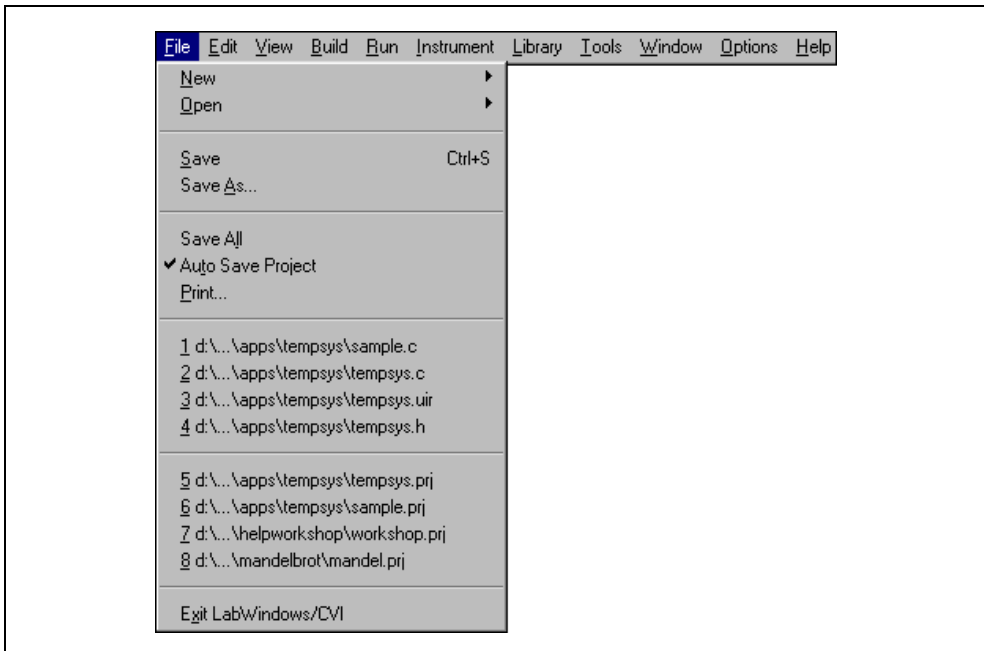 File Edit View Build Run Instrument Library Tools Window Options Help
New
Open
Save Ctrl+S
Save As...
Save All
Auto Save Project
Print...
1 d:\...\apps\tempsys\sample.c
2 d:\...\apps\tempsys\tempsys.c
3 d:\...\apps\tempsys\tempsys.uir
4 d:\...\apps\tempsys\tempsys.h
5 d:\...\apps\tempsys\tempsys.prj
6 d:\...\apps\tempsys\sample.prj
7 d:\...\helpworkshop\workshop.prj
8 d:\...\mandelbrot\mandel.prj
Exit LabWindows/CVI